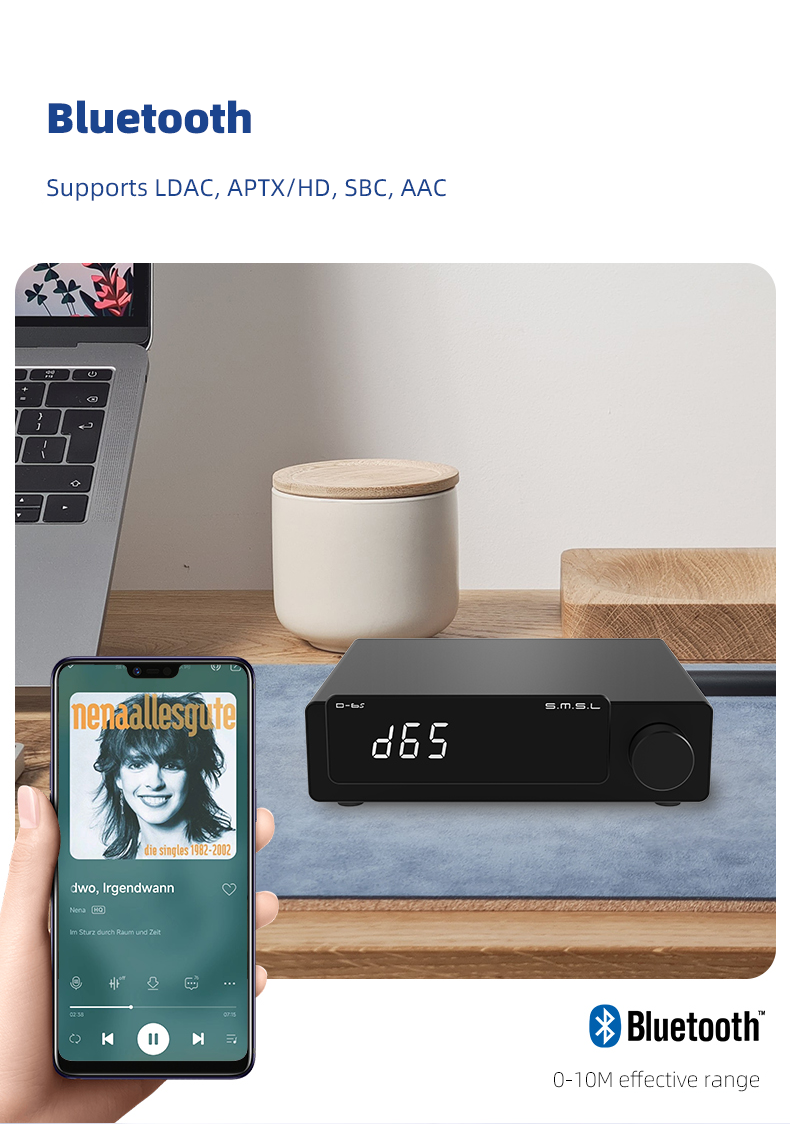 Bluetooth
Supports LDAC, APTX/HD, SBC, AAC
D-6s
S.M.S.L
d65
nenaallesgute
die singles 1982-2002
dwo, Irgendwann
Nena HQ
Im Sturz durch Raum und Zeit
off
02:38
07:15
Bluetooth™
0-10M effective range